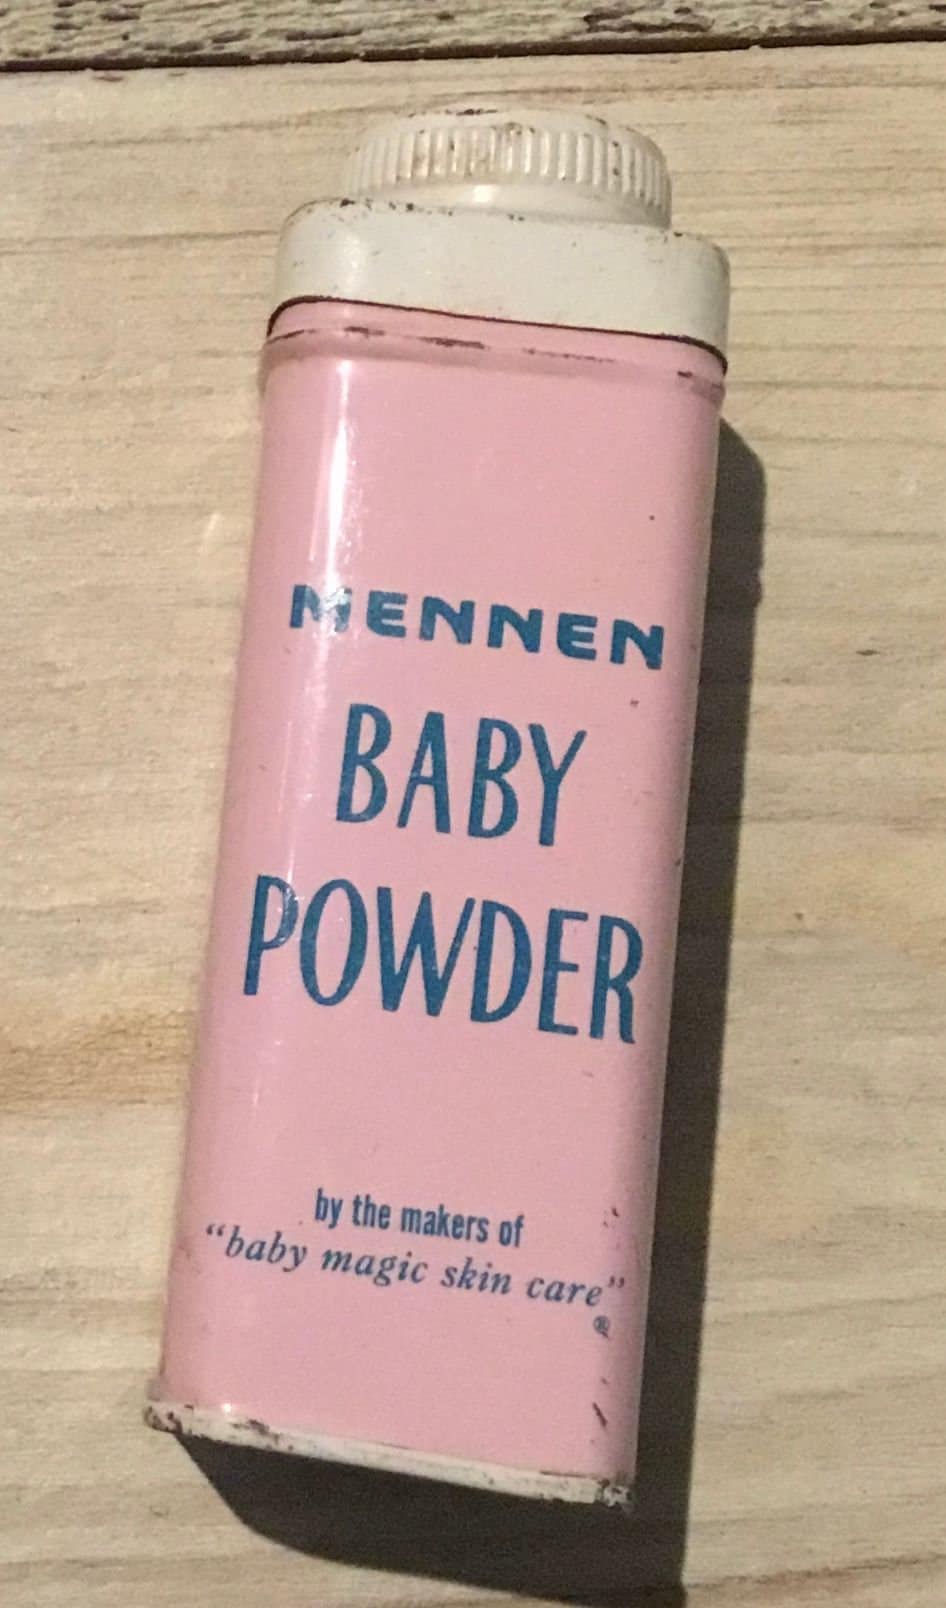 MENNEN
BABY
POWDER
by the makers of
“baby magic skin care”
®